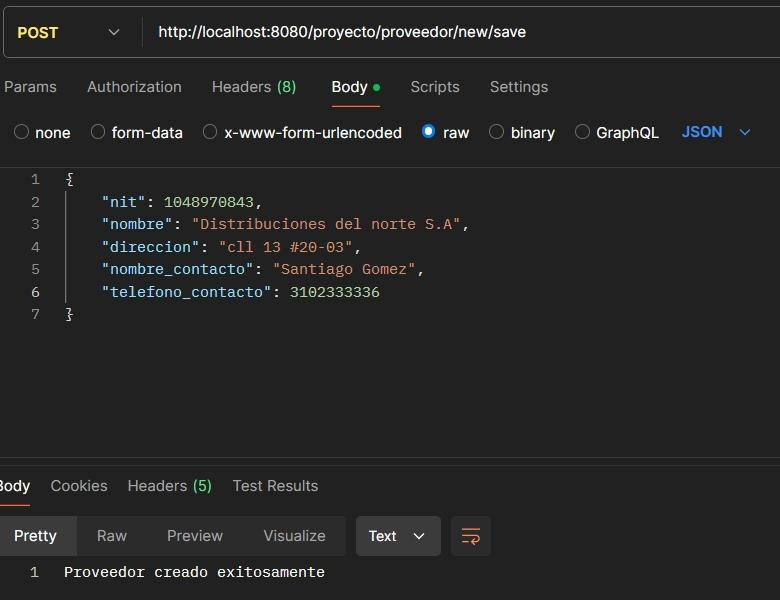 POST http://localhost:8080/proyecto/proveedor/new/save
Params Authorization Headers (8) Body Scripts Settings
none form-data x-www-form-urlencoded raw binary GraphQL JSON
1 {
2 "nit": 1048970843,
3 "nombre": "Distribuciones del norte S.A",
4 "direccion": "cll 13 #20-03",
5 "nombre_contacto": "Santiago Gomez",
6 "telefono_contacto": 3102333336
7 }
Body Cookies Headers (5) Test Results
Pretty Raw Preview Visualize Text
1 Proveedor creado exitosamente